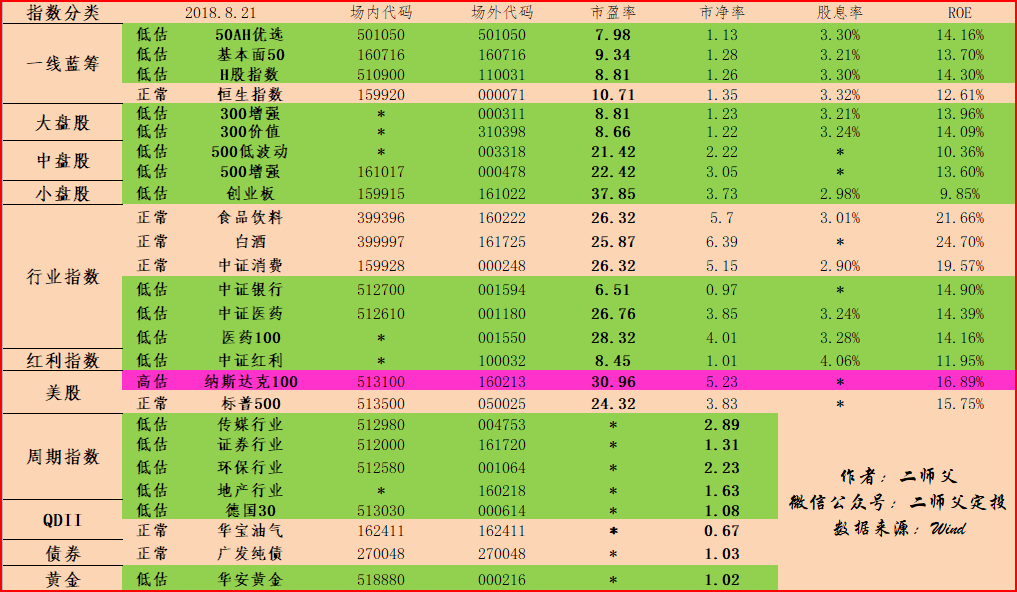 指数分类 2018.8.21 场内代码 场外代码 市盈率 市净率 股息率 ROE
一线蓝筹
低估 50AH优选 501050 501050 7.98 1.13 3.30% 14.16%
低估 基本面50 160716 160716 9.34 1.28 3.21% 13.70%
低估 H股指数 510900 110031 8.81 1.26 3.30% 14.30%
正常 恒生指数 159920 000071 10.71 1.35 3.32% 12.61%
大盘股
低估 300增强 * 000311 8.81 1.23 3.21% 13.96%
低估 300价值 * 310398 8.66 1.22 3.24% 14.09%
中盘股
低估 500低波动 * 003318 21.42 2.22 * 10.36%
低估 500增强 161017 000478 22.42 3.05 * 13.60%
小盘股 低估 创业板 159915 161022 37.85 3.73 2.98% 9.85%
行业指数
正常 食品饮料 399396 160222 26.32 5.7 3.01% 21.66%
正常 白酒 399997 161725 25.87 6.39 * 24.70%
正常 中证消费 159928 000248 26.32 5.15 2.90% 19.57%
低估 中证银行 512700 001594 6.51 0.97 * 14.90%
低估 中证医药 512610 001180 26.76 3.85 3.24% 14.39%
低估 医药100 * 001550 28.32 4.01 3.28% 14.16%
红利指数 低估 中证红利 * 100032 8.45 1.01 4.06% 11.95%
美股
高估 纳斯达克100 513100 160213 30.96 5.23 * 16.89%
正常 标普500 513500 050025 24.32 3.83 * 15.75%
周期指数
低估 传媒行业 512980 004753 * 2.89
低估 证券行业 512000 161720 * 1.31
低估 环保行业 512580 001064 * 2.23
低估 地产行业 * 160218 * 1.63
QDII
低估 德国30 513030 000614 * 1.08
正常 华宝油气 162411 162411 * 0.67
债券 正常 广发纯债 270048 270048 * 1.03
黄金 低估 华安黄金 518880 000216 * 1.02
作者：二师父
微信公众号：二师父定投
数据来源：Wind